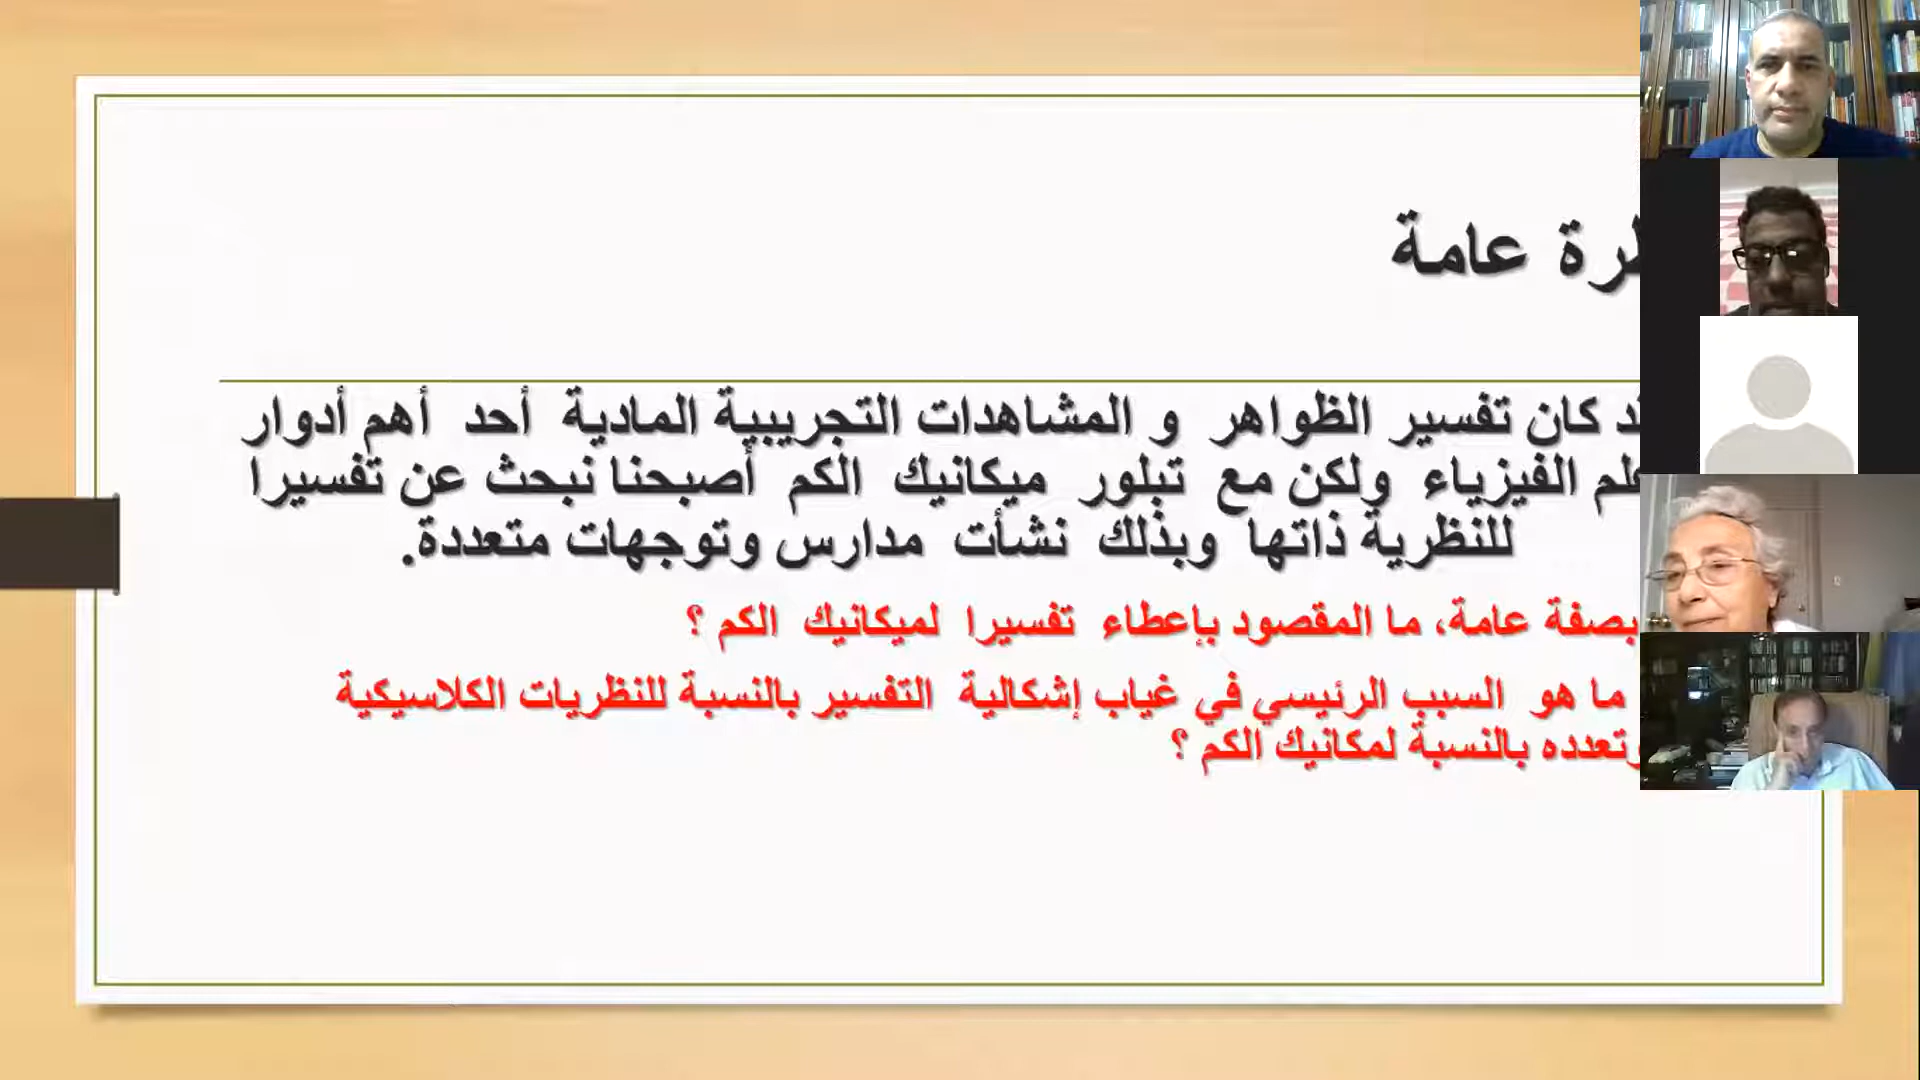 عامة
كان تفسير الظواهر و المشاهدات التجريبية المادية أحد أهم أدوار
الفيزياء ولكن مع تبلور ميكانيك الكم أصبحنا نبحث عن تفسيرا
للنظرية ذاتها وبذلك نشأت مدارس وتوجهات متعددة.
بصفة عامة، ما المقصود بإعطاء تفسيرا لميكانيك الكم ؟
ما هو السبب الرئيسي في غياب إشكالية التفسير بالنسبة للنظريات الكلاسيكية
وتعدده بالنسبة لمكانيك الكم ؟